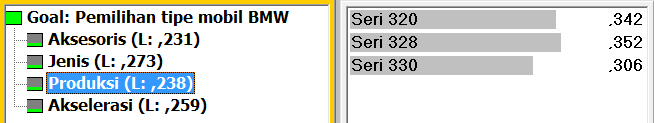 Goal: Pemilihan tipe mobil BMW
Aksesoris (L: ,231)
Jenis (L: ,273)
Produksi (L: ,238)
Akselerasi (L: ,259)
Seri 320 ,342
Seri 328 ,352
Seri 330 ,306